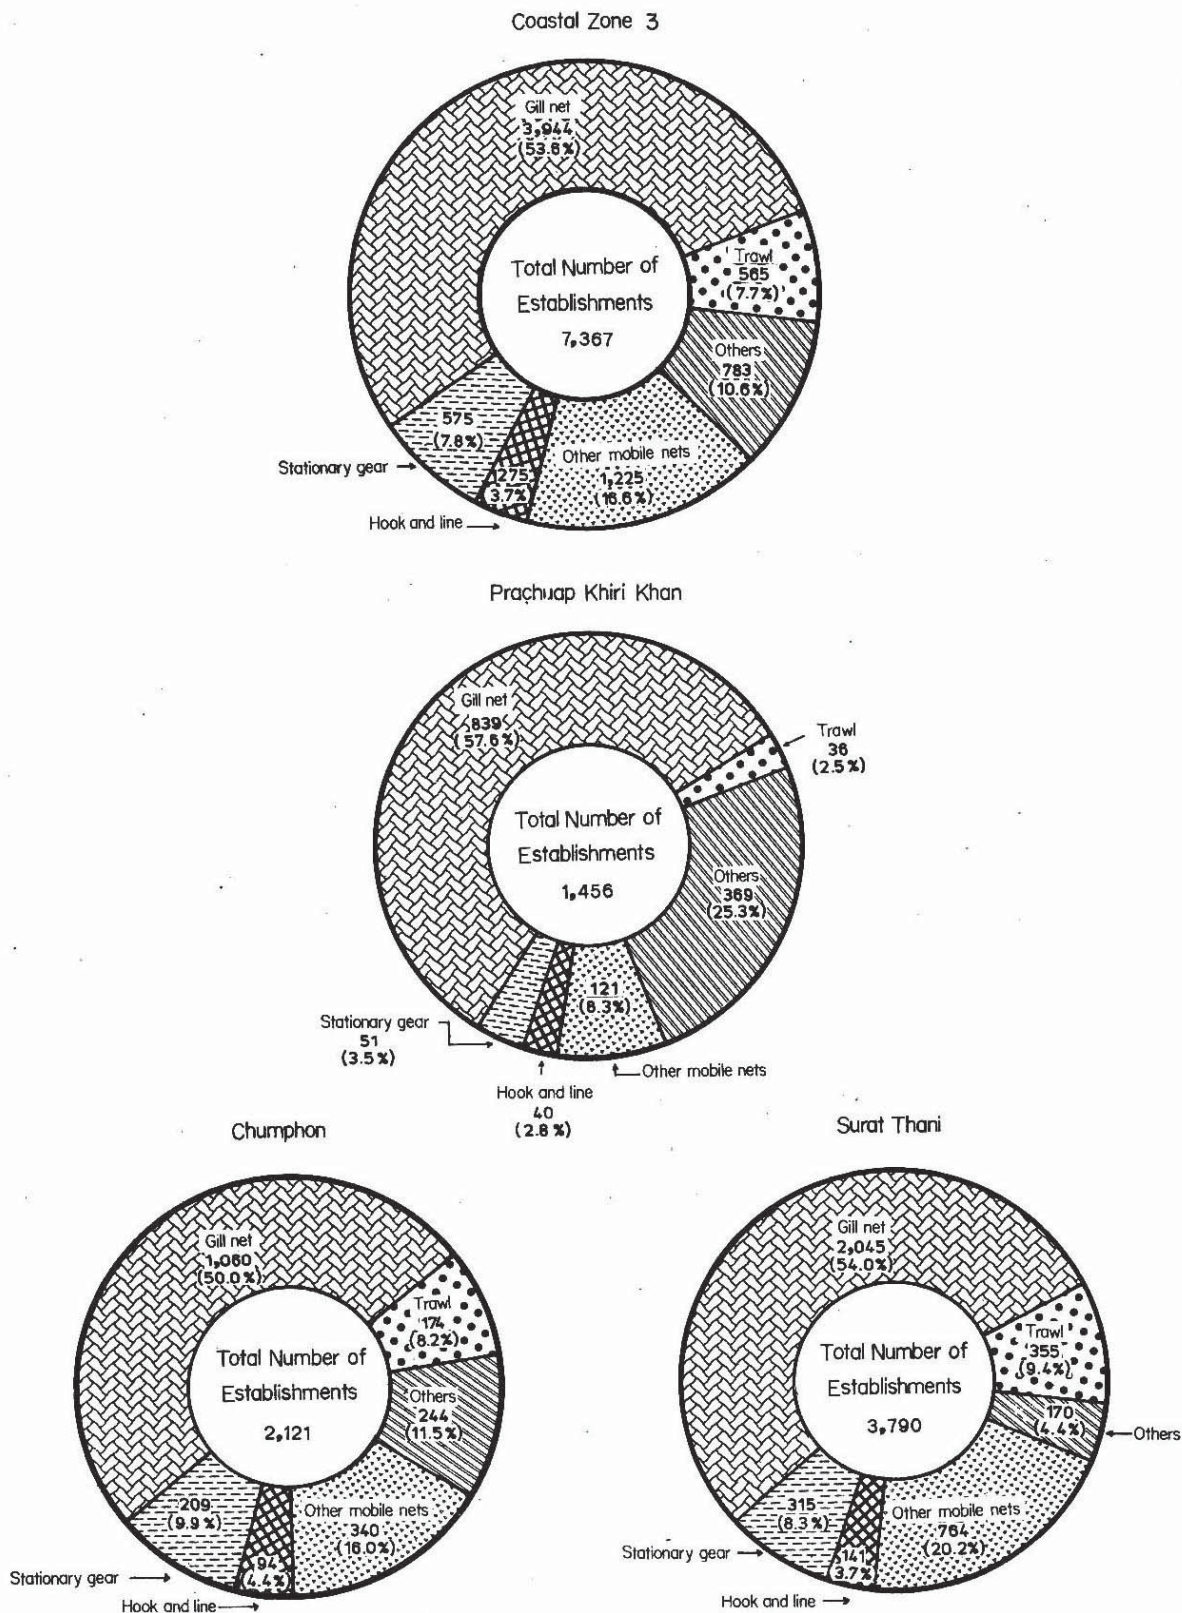 Coastal Zone 3
Gill net
3,944
(53.6%)
Trawl
565
(7.7%)
Total Number of
Establishments
7,367
Others
783
(10.6%)
575
(7.8%)
Stationary gear
Other mobile nets
1,225
(16.6%)
275
3.7%
Hook and line
Prachuap Khiri Khan
Gill net
839
(57.6%)
Trawl
36
(2.5%)
Total Number of
Establishments
1,456
Others
369
(25.3%)
121
(8.3%)
Stationary gear
51
(3.5%)
Other mobile nets
Hook and line
40
(2.8%)
Chumphon
Gill net
1,060
(50.0%)
Trawl
174
(8.2%)
Total Number of
Establishments
2,121
Others
244
(11.5%)
209
(9.9%)
Other mobile nets
340
(16.0%)
94
4.4%
Stationary gear
Hook and line
Surat Thani
Gill net
2,045
(54.0%)
Trawl
355
(9.4%)
Total Number of
Establishments
3,790
170
(4.4%)
Others
315
(8.3%)
Other mobile nets
764
(20.2%)
141
3.7%
Stationary gear
Hook and line